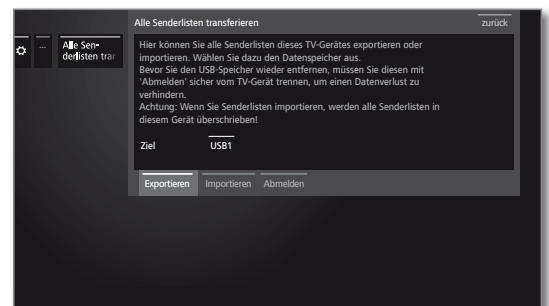 Alle Senderlisten transferieren
zurück
...
Alle Sen-
derlisten tran
Hier können Sie alle Senderlisten dieses TV-Gerätes exportieren oder
importieren. Wählen Sie dazu den Datenspeicher aus.
Bevor Sie den USB-Speicher wieder entfernen, müssen Sie diesen mit
'Abmelden' sicher vom TV-Gerät trennen, um einen Datenverlust zu
verhindern.
Achtung: Wenn Sie Senderlisten importieren, werden alle Senderlisten in
diesem Gerät überschrieben!
Ziel USB1
Exportieren Importieren Abmelden